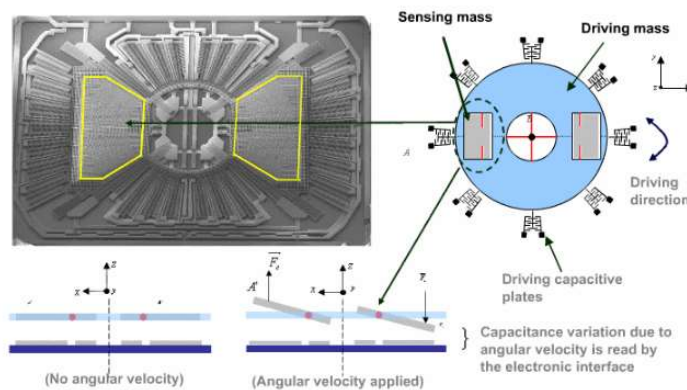 Sensing mass
Driving mass
y
z
A
Driving
direction
Driving capacitive
plates
z
x
y
z
F
A'
x
y
F
Capacitance variation due to
angular velocity is read by
the electronic interface
(No angular velocity)
(Angular velocity applied)